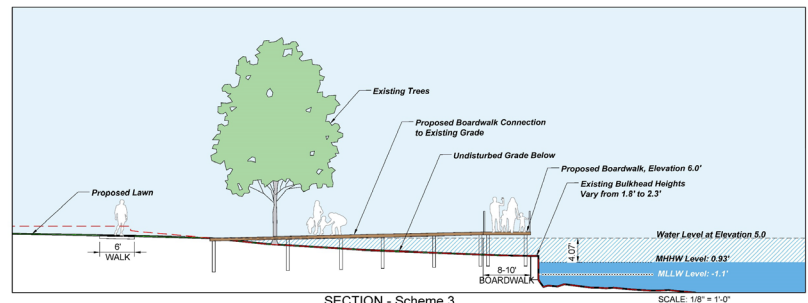 Existing Trees
Proposed Boardwalk Connection
to Existing Grade
Undisturbed Grade Below
Proposed Boardwalk, Elevation 6.0'
Existing Bulkhead Heights
Vary from 1.8' to 2.3'
Proposed Lawn
Water Level at Elevation 5.0
4.07'
MHHW Level: 0.93'
6'
WALK
8-10'
BOARDWALK
MLLW Level: -1.1'
SECTION - Scheme 3
SCALE: 1/8" = 1'-0"